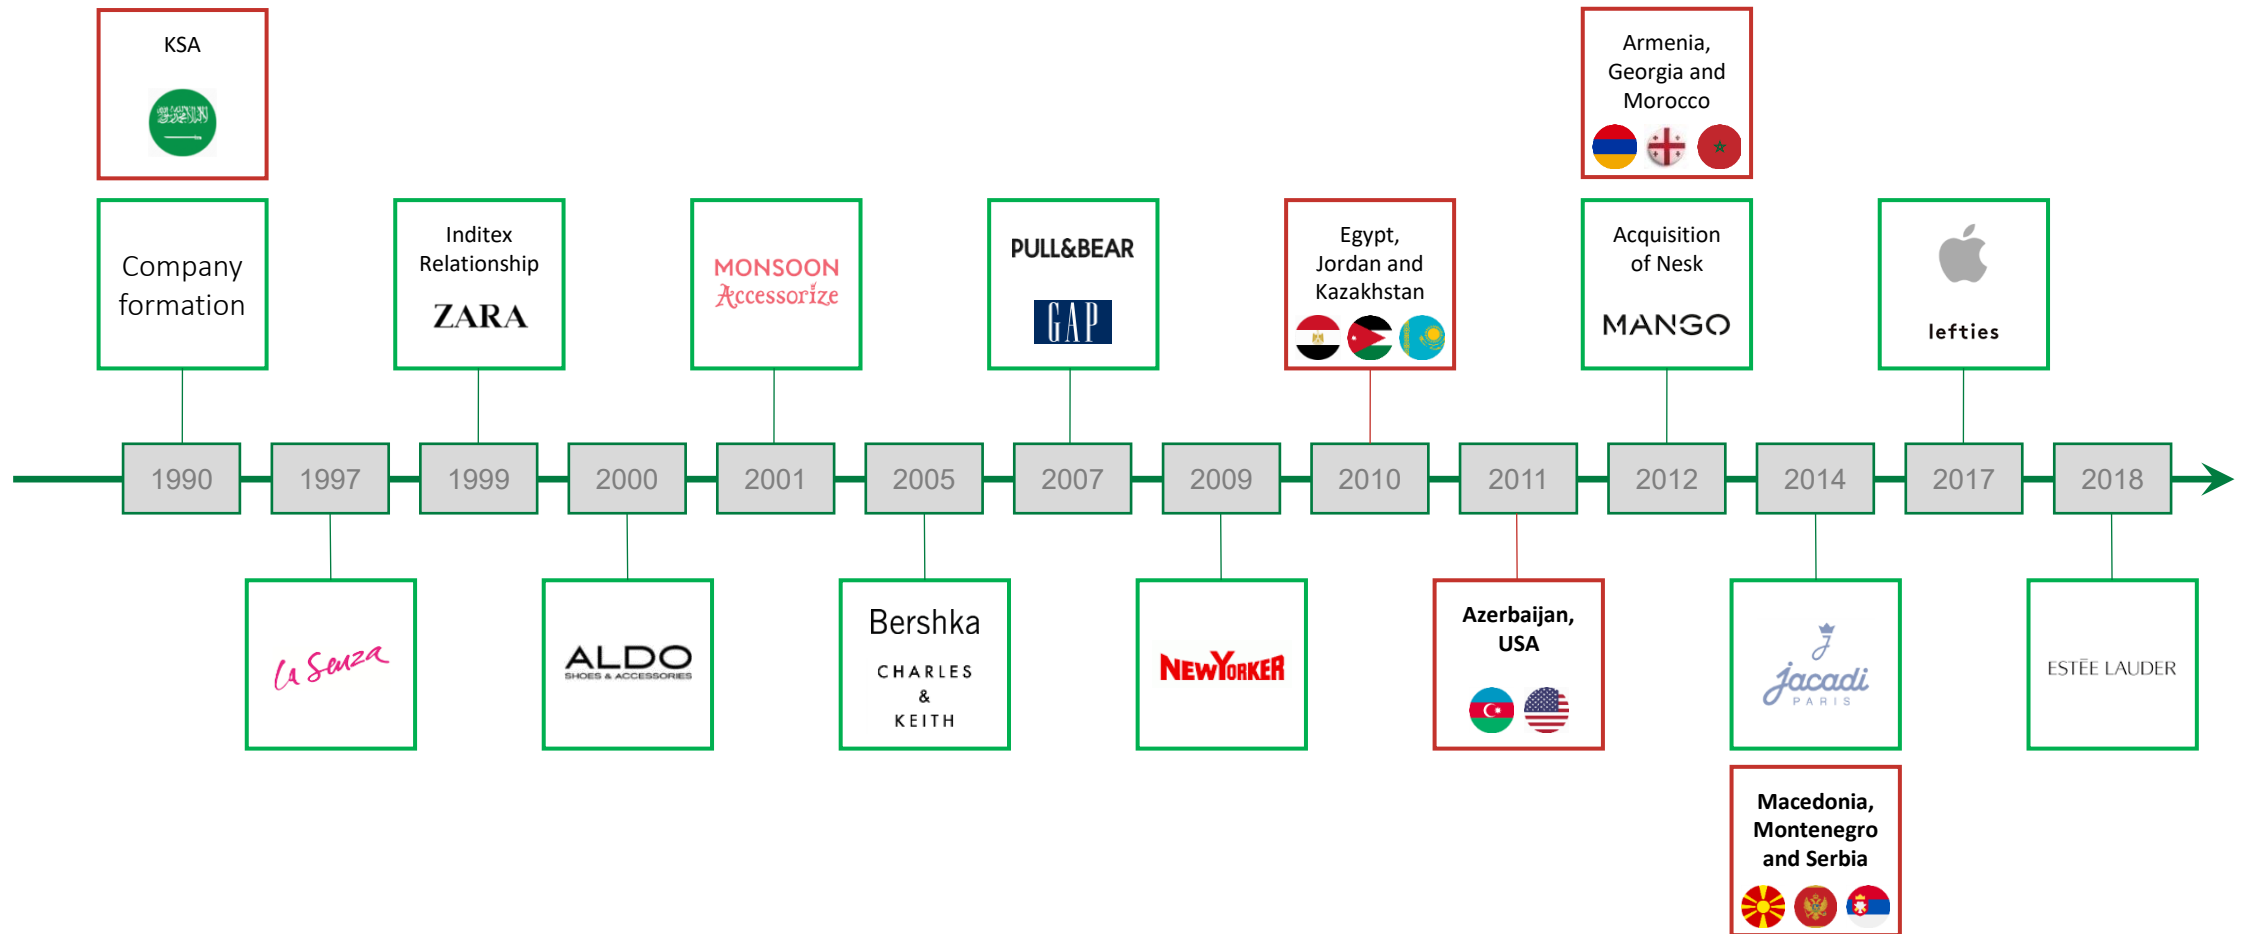 KSA
Armenia,
Georgia and
Morocco
Company
formation
Inditex
Relationship
ZARA
MONSOON
Accessorize
PULL&BEAR
GAP
Egypt,
Jordan and
Kazakhstan
Acquisition
of Nesk
MANGO
lefties
1990
1997
1999
2000
2001
2005
2007
2009
2010
2011
2012
2014
2017
2018
la Senza
ALDO
SHOES & ACCESSORIES
Bershka
CHARLES
&
KEITH
NEWYORKER
Azerbaijan,
USA
J
jacadi
PARIS
ESTĒE LAUDER
Macedonia,
Montenegro
and Serbia